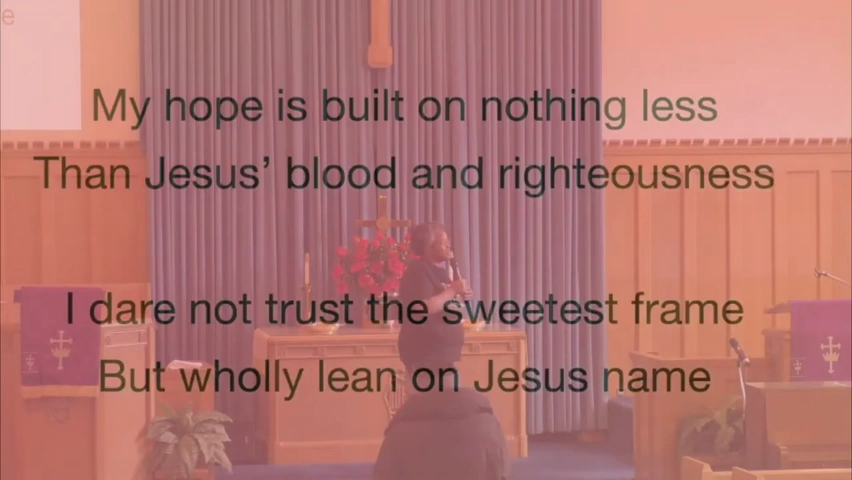 e
My hope is built on nothing less
Than Jesus’ blood and righteousness
I dare not trust the sweetest frame
But wholly lean on Jesus name